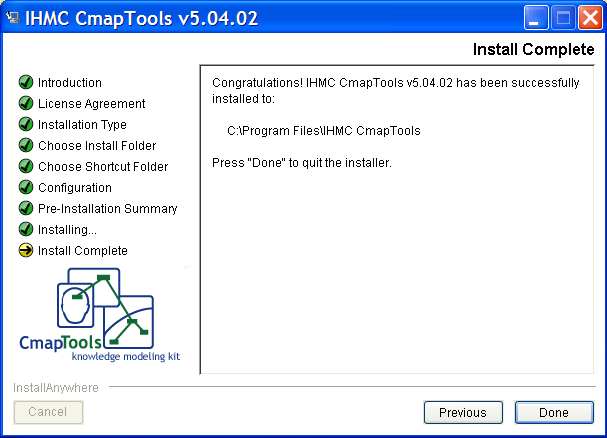 IHMC CmapTools v5.04.02
Install Complete
Introduction
License Agreement
Installation Type
Choose Install Folder
Choose Shortcut Folder
Configuration
Pre-Installation Summary
Installing...
Install Complete
CmapTools
knowledge modeling kit
Congratulations! IHMC CmapTools v5.04.02 has been successfully
installed to:
C:\Program Files\IHMC CmapTools
Press "Done" to quit the installer.
InstallAnywhere
Cancel
Previous
Done